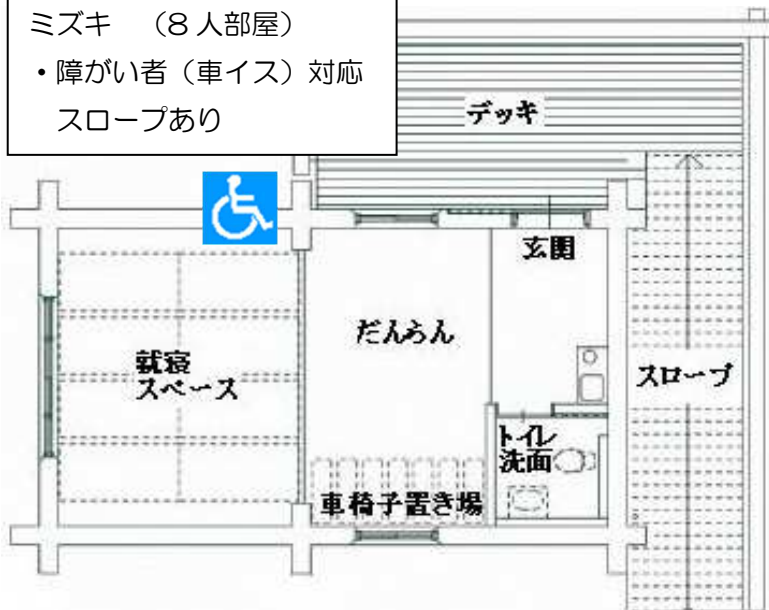 ミズキ　（8人部屋）
・障がい者（車イス）対応
スロープあり
デッキ
玄関
だんらん
就寝
スペース
スロープ
トイレ
洗面
車椅子置き場